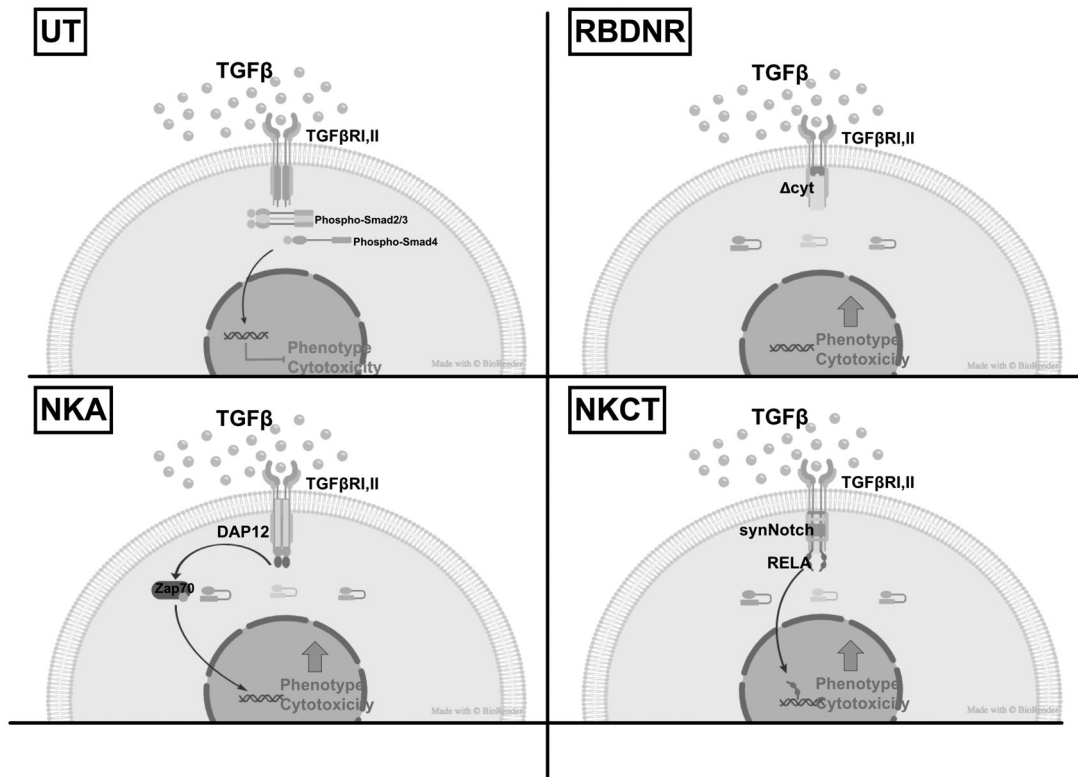 UT
TGFβ
TGFβRI,II
Phospho-Smad2/3
Phospho-Smad4
Phenotype
Cytotoxicity
Made with © BioRender
RBDNR
TGFβ
TGFβRI,II
Δcyt
Phenotype
Cytotoxicity
Made with © BioRender
NKA
TGFβ
TGFβRI,II
DAP12
Zap70
Phenotype
Cytotoxicity
Made with © BioRender
NKCT
TGFβ
TGFβRI,II
synNotch
RELA
Phenotype
Cytotoxicity
Made with © BioRender